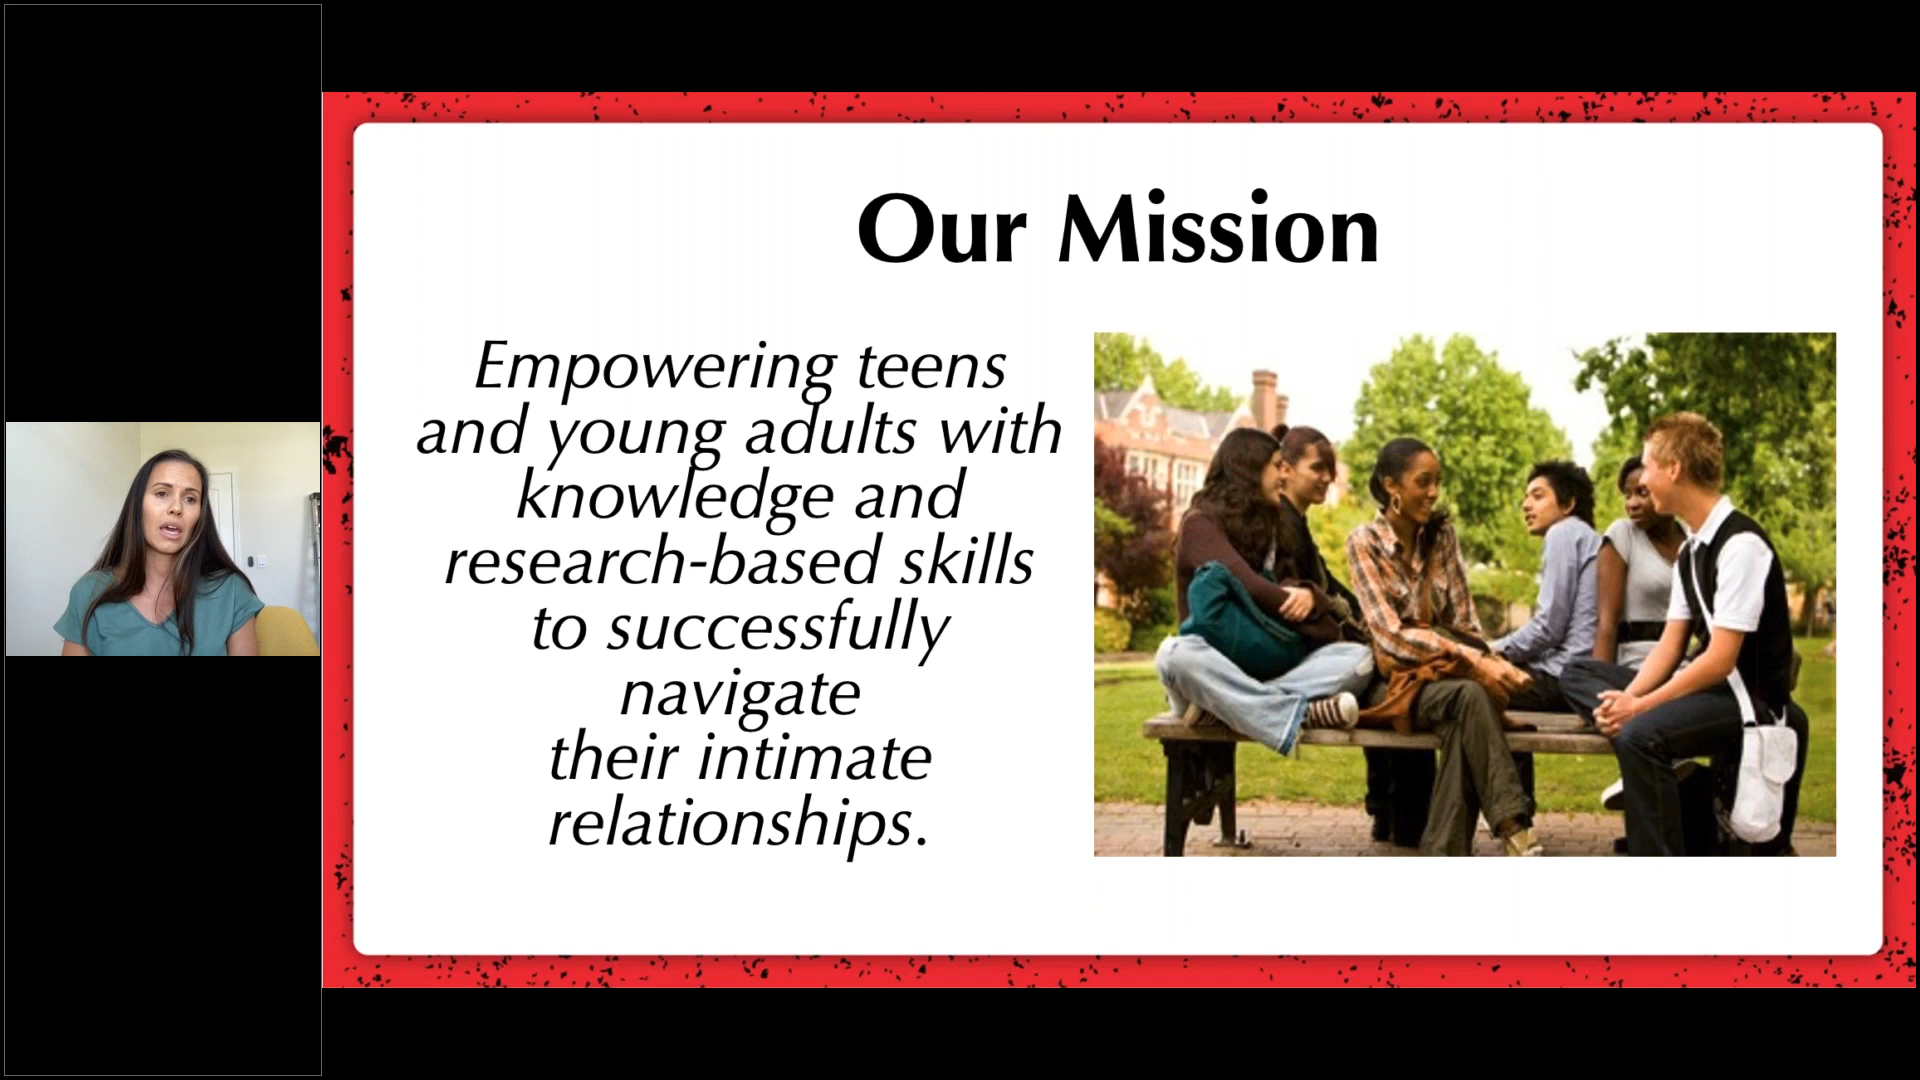 Our Mission
Empowering teens
and young adults with
knowledge and
research-based skills
to successfully
navigate
their intimate
relationships.